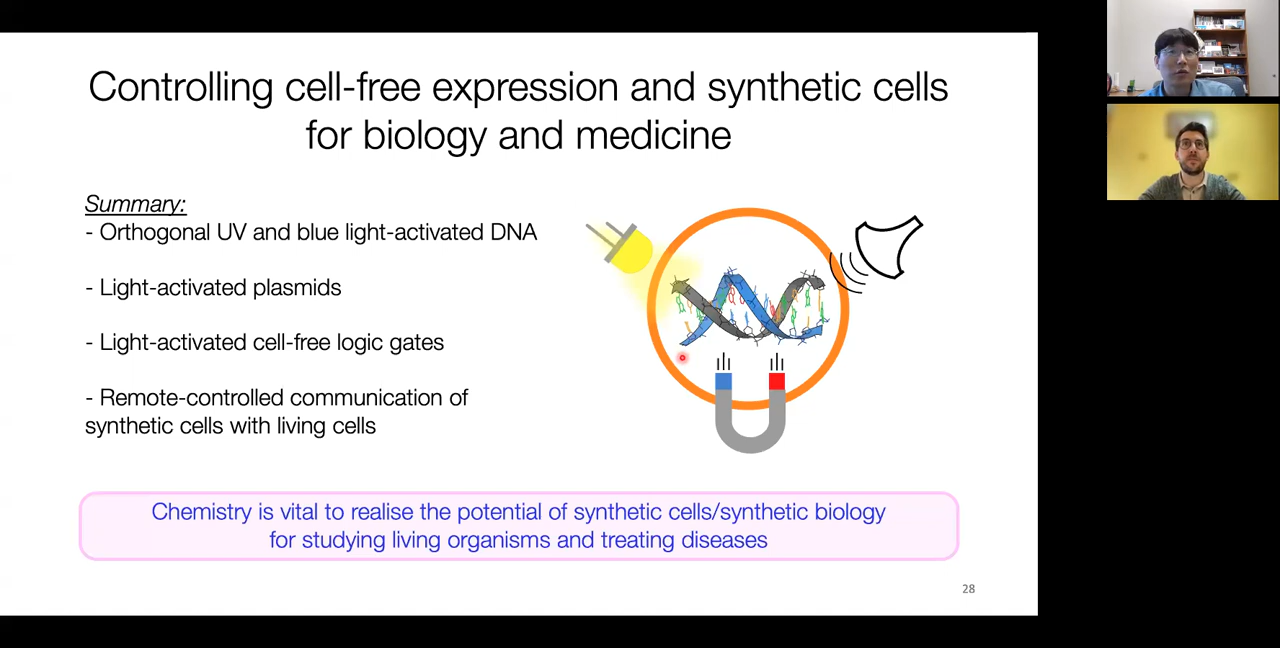 Controlling cell-free expression and synthetic cells
for biology and medicine
Summary:
- Orthogonal UV and blue light-activated DNA
- Light-activated plasmids
- Light-activated cell-free logic gates
- Remote-controlled communication of
synthetic cells with living cells
Chemistry is vital to realise the potential of synthetic cells/synthetic biology
for studying living organisms and treating diseases
28